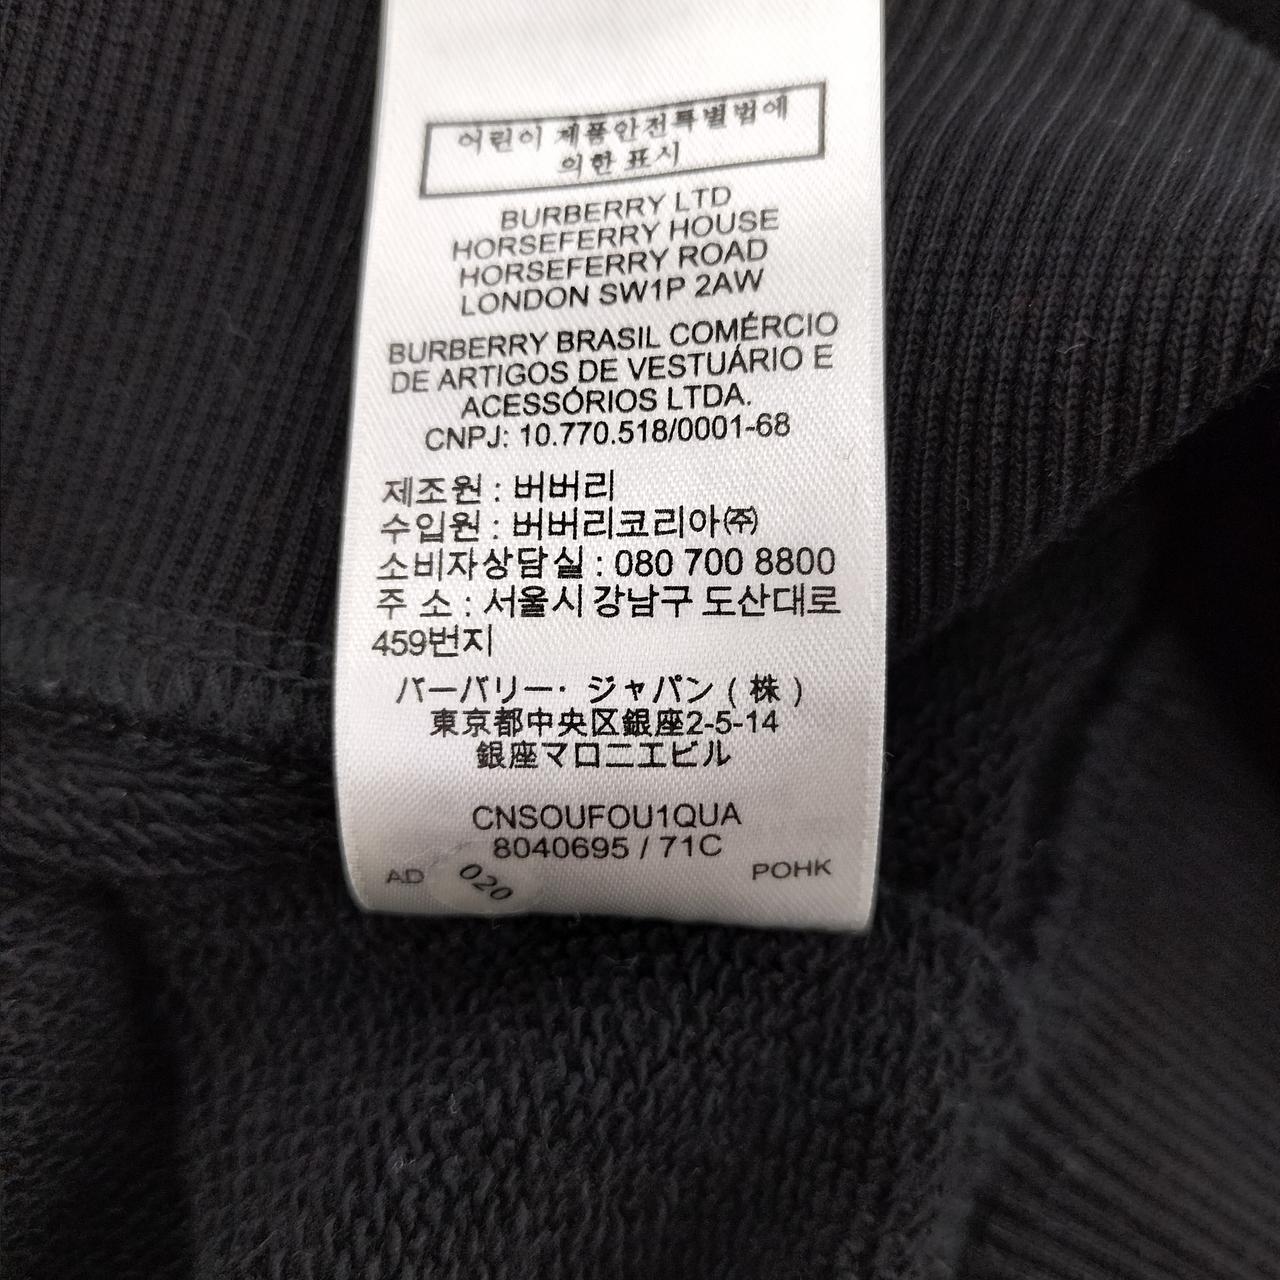 어린이 제품안전특별법에
의한 표시
BURBERRY LTD
HORSEFERRY HOUSE
HORSEFERRY ROAD
LONDON SW1P 2AW
BURBERRY BRASIL COMÉRCIO
DE ARTIGOS DE VESTUÁRIO E
ACESSÓRIOS LTDA.
CNPJ: 10.770.518/0001-68
제조원 : 버버리
수입원 : 버버리코리아㈜
소비자상담실 : 080 700 8800
주 소 : 서울시 강남구 도산대로
459번지
バーバリー・ジャパン ( 株 )
東京都中央区銀座2-5-14
銀座マロニエビル
CNSOUFOU1QUA
8040695 / 71C
AD 020 POHK